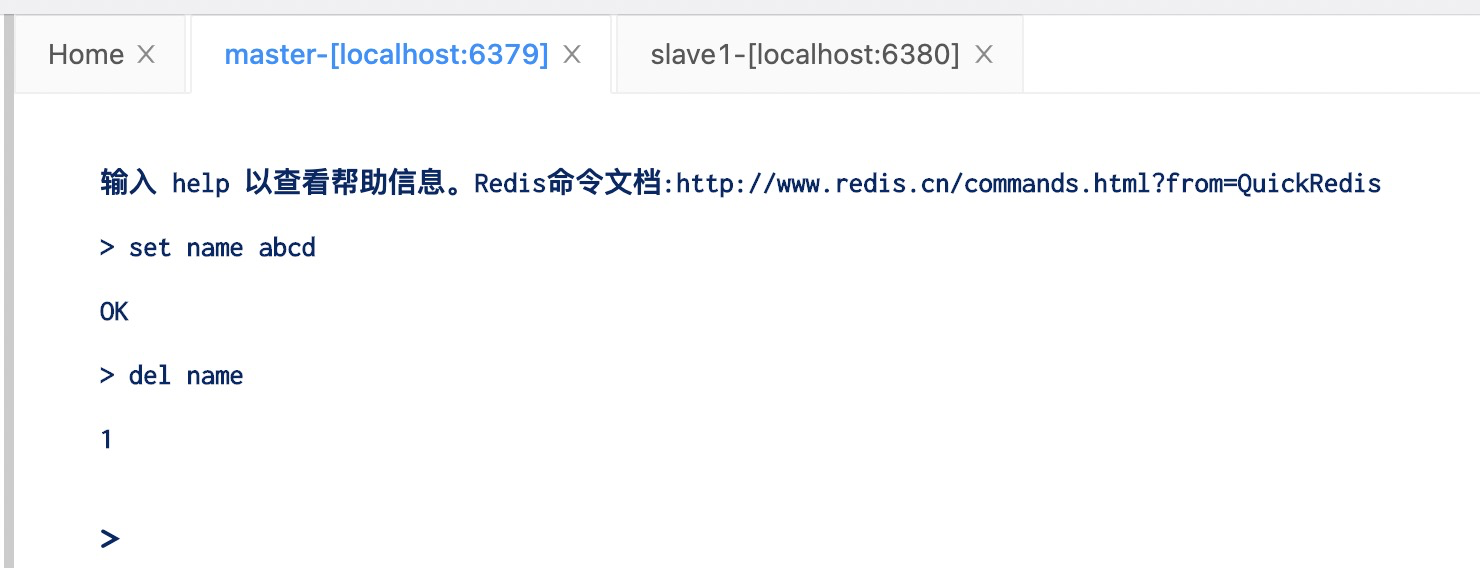 Home X master-[localhost:6379] X slave1-[localhost:6380] X
输入 help 以查看帮助信息。Redis命令文档:http://www.redis.cn/commands.html?from=QuickRedis
> set name abcd
OK
> del name
1
>